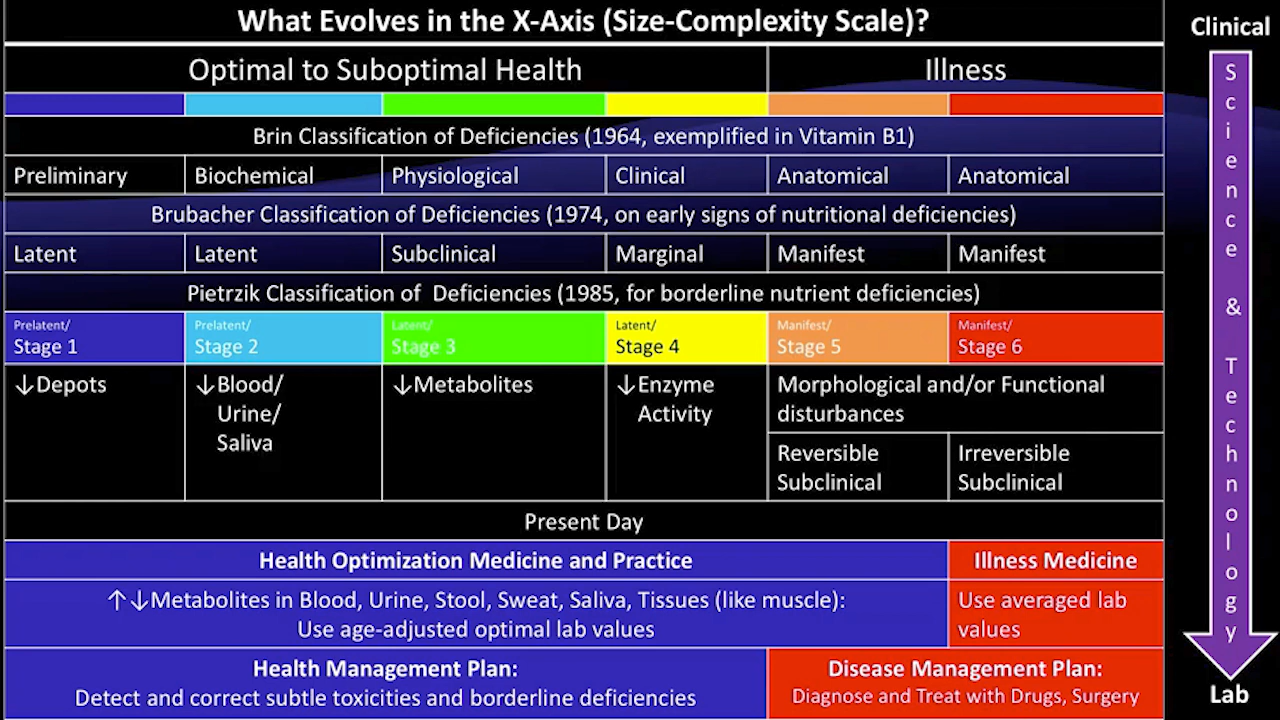 What Evolves in the X-Axis (Size-Complexity Scale)?
Clinical
Optimal to Suboptimal Health
Illness
Brin Classification of Deficiencies (1964, exemplified in Vitamin B1)
Preliminary
Biochemical
Physiological
Clinical
Anatomical
Anatomical
Brubacher Classification of Deficiencies (1974, on early signs of nutritional deficiencies)
Latent
Latent
Subclinical
Marginal
Manifest
Manifest
Pietrzik Classification of Deficiencies (1985, for borderline nutrient deficiencies)
Prelatent/
Stage 1
Prelatent/
Stage 2
Latent/
Stage 3
Latent/
Stage 4
Manifest/
Stage 5
Manifest/
Stage 6
↓Depots
↓Blood/
Urine/
Saliva
↓Metabolites
↓Enzyme
Activity
Morphological and/or Functional
disturbances
Reversible
Subclinical
Irreversible
Subclinical
Present Day
Health Optimization Medicine and Practice
Illness Medicine
↑↓Metabolites in Blood, Urine, Stool, Sweat, Saliva, Tissues (like muscle):
Use age-adjusted optimal lab values
Use averaged lab
values
Health Management Plan:
Detect and correct subtle toxicities and borderline deficiencies
Disease Management Plan:
Diagnose and Treat with Drugs, Surgery
Science & Technology
Lab